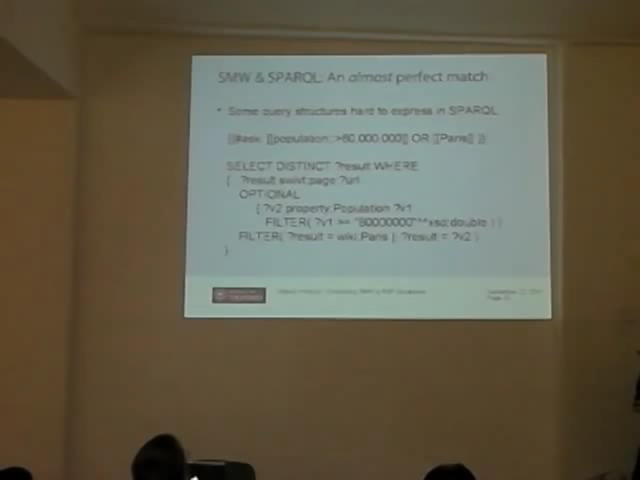 SMW & SPARQL: An almost perfect match
• Some query structures hard to express in SPARQL
{{#ask: [[population::>60.000.000]] OR [[Paris]] }}
SELECT DISTINCT ?result WHERE
{ ?result swivt:page ?url
OPTIONAL
{ ?v2 property:Population ?v1
FILTER( ?v1 >= "60000000"^^xsd:double ) }
FILTER( ?result = wiki:Paris || ?result = ?v2 )
}